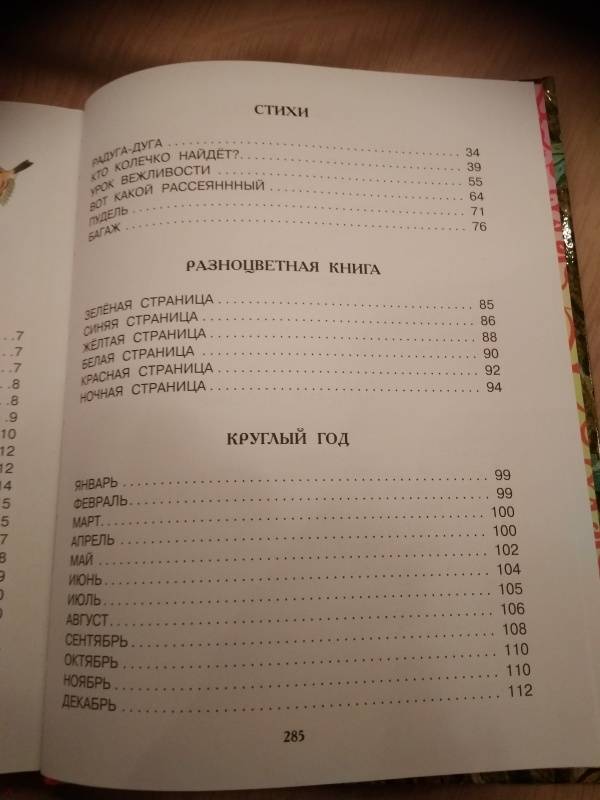 СТИХИ
РАДУГА-ДУГА . . . . . . . . . . . . . . . . . . . . . . . . . . . . . . 34
КТО КОЛЕЧКО НАЙДЁТ?. . . . . . . . . . . . . . . . . . . . . . . 39
УРОК ВЕЖЛИВОСТИ . . . . . . . . . . . . . . . . . . . . . . . . . 55
ВОТ КАКОЙ РАССЕЯНННЫЙ . . . . . . . . . . . . . . . . . . . . 64
ПУДЕЛЬ . . . . . . . . . . . . . . . . . . . . . . . . . . . . . . . . . . . 71
БАГАЖ . . . . . . . . . . . . . . . . . . . . . . . . . . . . . . . . . . . . 76
РАЗНОЦВЕТНАЯ КНИГА
ЗЕЛЁНАЯ СТРАНИЦА . . . . . . . . . . . . . . . . . . . . . . . . . 85
СИНЯЯ СТРАНИЦА . . . . . . . . . . . . . . . . . . . . . . . . . . . 86
ЖЁЛТАЯ СТРАНИЦА . . . . . . . . . . . . . . . . . . . . . . . . . . 88
БЕЛАЯ СТРАНИЦА . . . . . . . . . . . . . . . . . . . . . . . . . . . 90
КРАСНАЯ СТРАНИЦА . . . . . . . . . . . . . . . . . . . . . . . . . 92
НОЧНАЯ СТРАНИЦА . . . . . . . . . . . . . . . . . . . . . . . . . . 94
КРУГЛЫЙ ГОД
ЯНВАРЬ . . . . . . . . . . . . . . . . . . . . . . . . . . . . . . . . . . . 99
ФЕВРАЛЬ. . . . . . . . . . . . . . . . . . . . . . . . . . . . . . . . . . 99
МАРТ. . . . . . . . . . . . . . . . . . . . . . . . . . . . . . . . . . . . 100
АПРЕЛЬ . . . . . . . . . . . . . . . . . . . . . . . . . . . . . . . . . . 100
МАЙ . . . . . . . . . . . . . . . . . . . . . . . . . . . . . . . . . . . . . 102
ИЮНЬ . . . . . . . . . . . . . . . . . . . . . . . . . . . . . . . . . . . . 104
ИЮЛЬ . . . . . . . . . . . . . . . . . . . . . . . . . . . . . . . . . . . . 105
АВГУСТ. . . . . . . . . . . . . . . . . . . . . . . . . . . . . . . . . . . 106
СЕНТЯБРЬ . . . . . . . . . . . . . . . . . . . . . . . . . . . . . . . . 108
ОКТЯБРЬ . . . . . . . . . . . . . . . . . . . . . . . . . . . . . . . . . 110
НОЯБРЬ . . . . . . . . . . . . . . . . . . . . . . . . . . . . . . . . . . 110
ДЕКАБРЬ . . . . . . . . . . . . . . . . . . . . . . . . . . . . . . . . . 112
285